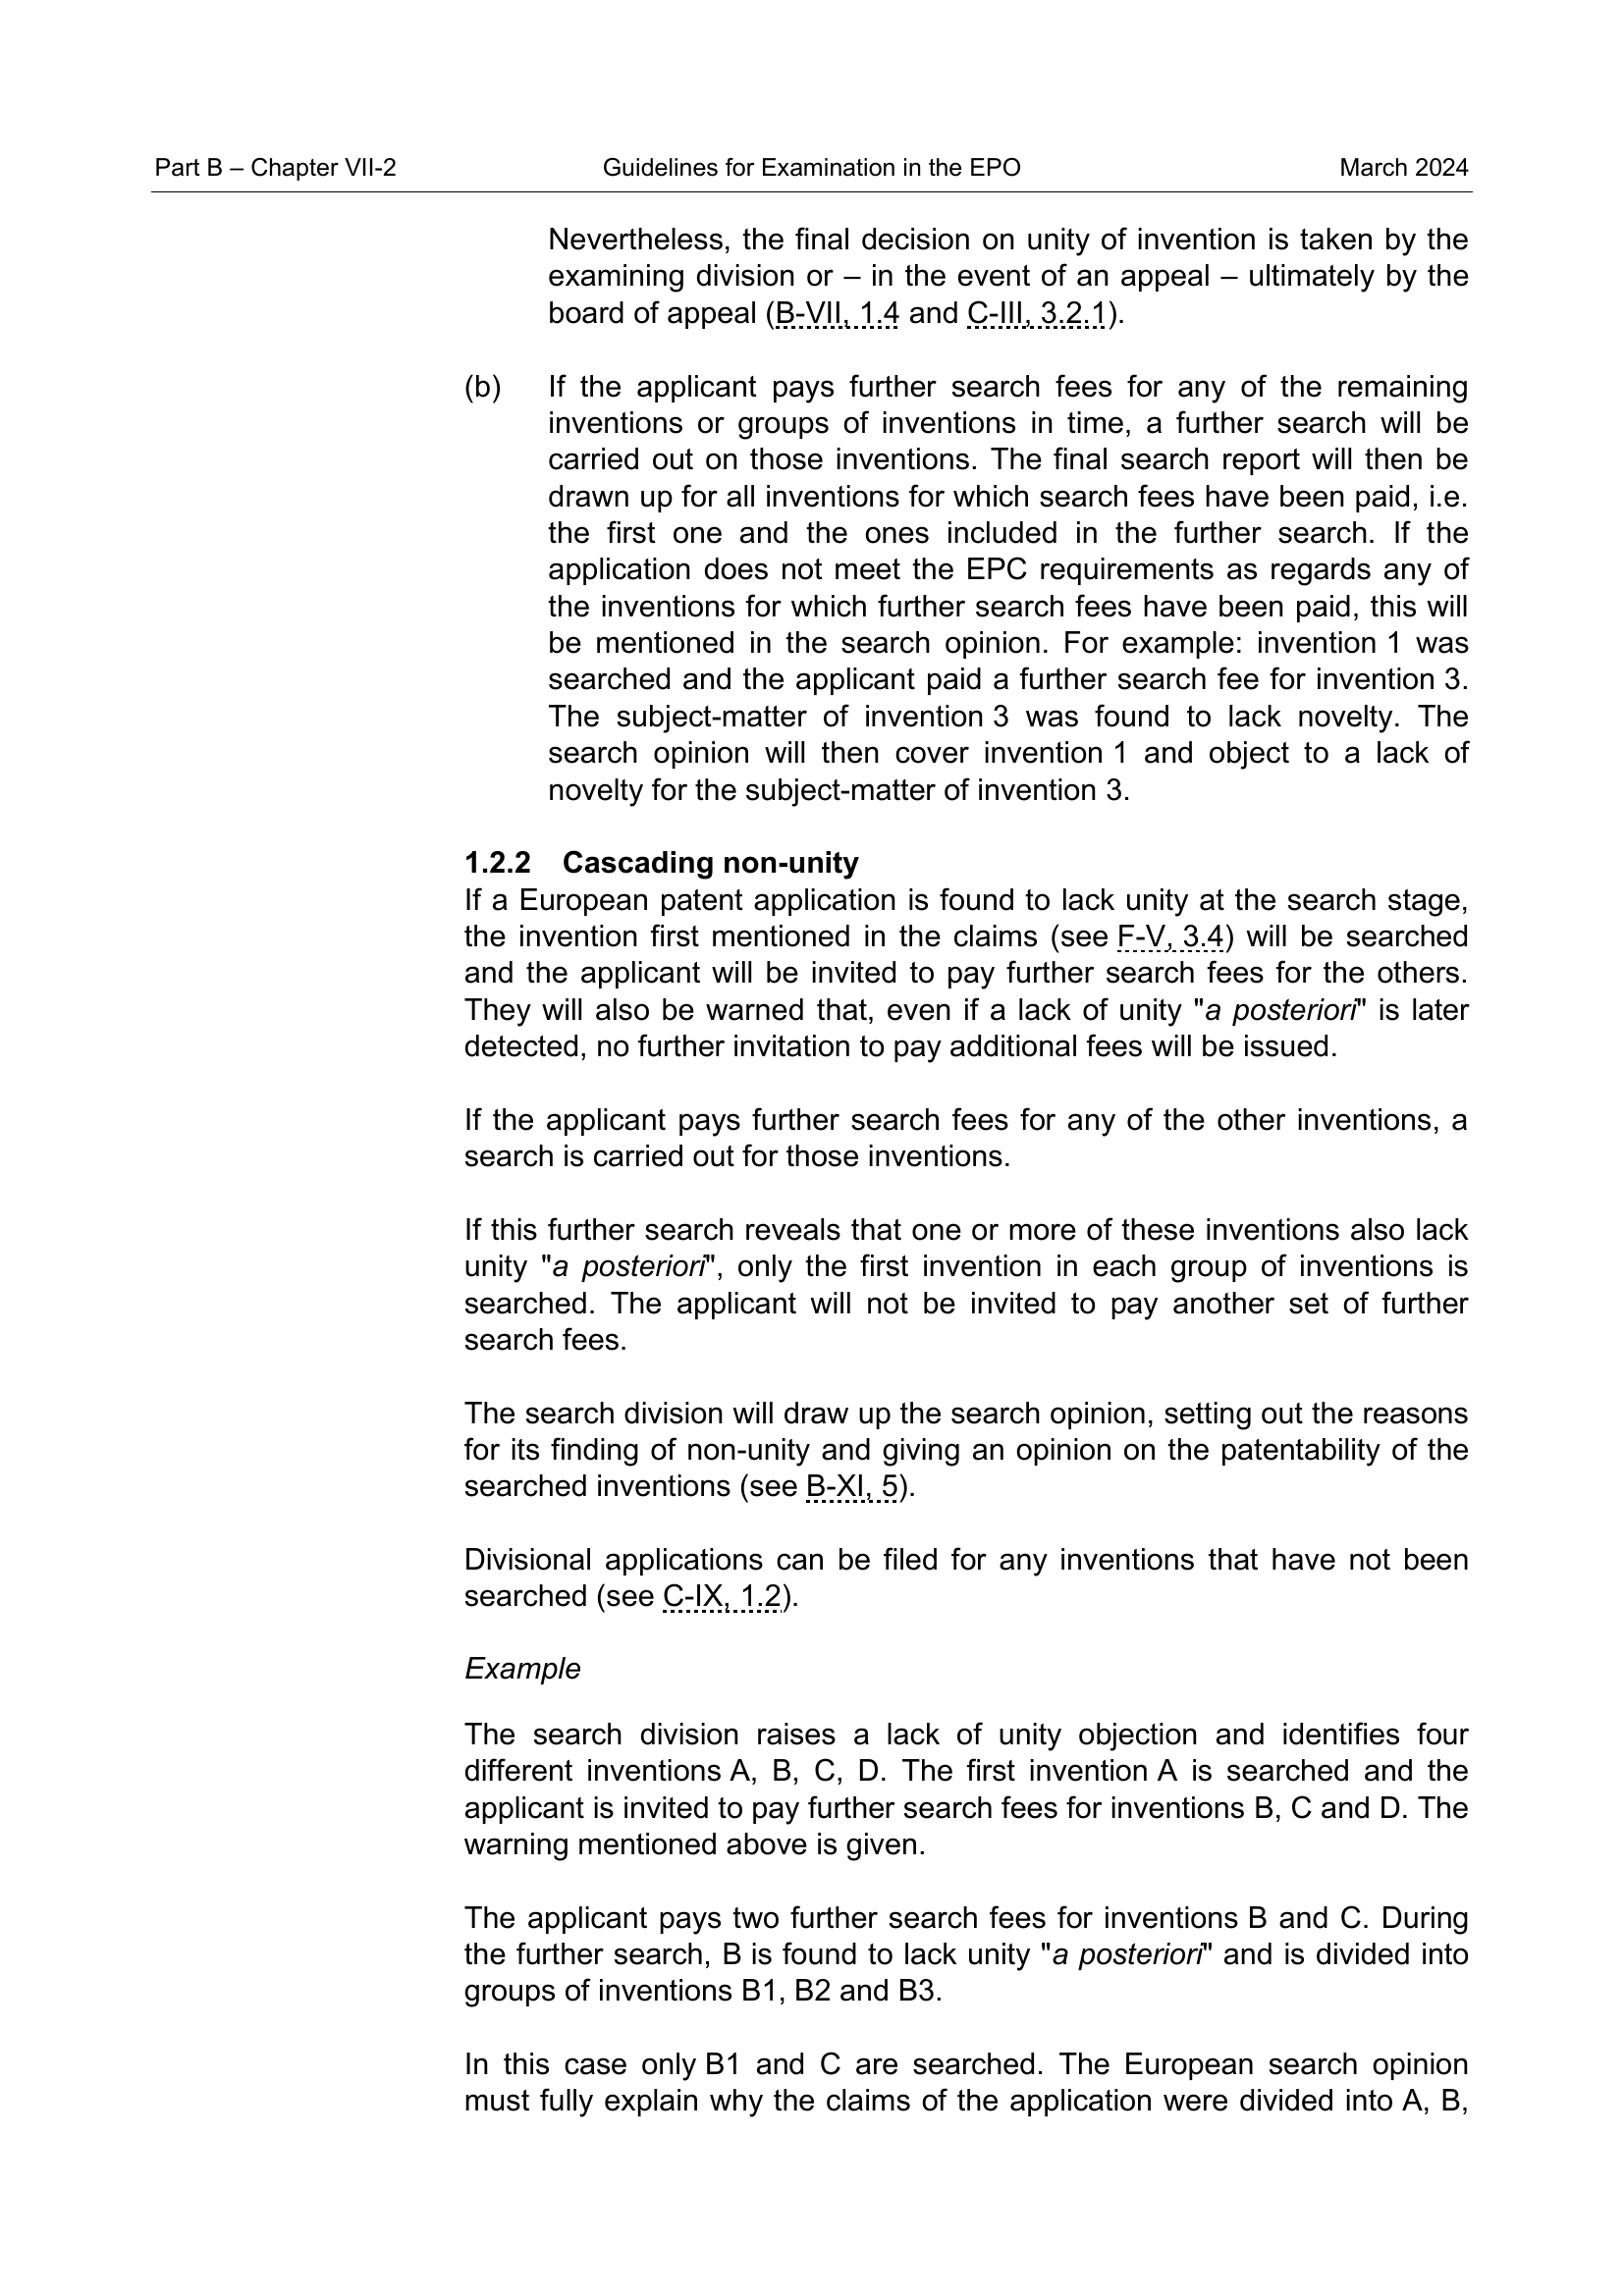 Part B – Chapter VII-2 Guidelines for Examination in the EPO March 2024
Nevertheless, the final decision on unity of invention is taken by the
examining division or – in the event of an appeal – ultimately by the
board of appeal (B-VII, 1.4 and C-III, 3.2.1).
(b) If the applicant pays further search fees for any of the remaining
inventions or groups of inventions in time, a further search will be
carried out on those inventions. The final search report will then be
drawn up for all inventions for which search fees have been paid, i.e.
the first one and the ones included in the further search. If the
application does not meet the EPC requirements as regards any of
the inventions for which further search fees have been paid, this will
be mentioned in the search opinion. For example: invention 1 was
searched and the applicant paid a further search fee for invention 3.
The subject-matter of invention 3 was found to lack novelty. The
search opinion will then cover invention 1 and object to a lack of
novelty for the subject-matter of invention 3.
1.2.2 Cascading non-unity
If a European patent application is found to lack unity at the search stage,
the invention first mentioned in the claims (see F-V, 3.4) will be searched
and the applicant will be invited to pay further search fees for the others.
They will also be warned that, even if a lack of unity "a posteriori" is later
detected, no further invitation to pay additional fees will be issued.
If the applicant pays further search fees for any of the other inventions, a
search is carried out for those inventions.
If this further search reveals that one or more of these inventions also lack
unity "a posteriori", only the first invention in each group of inventions is
searched. The applicant will not be invited to pay another set of further
search fees.
The search division will draw up the search opinion, setting out the reasons
for its finding of non-unity and giving an opinion on the patentability of the
searched inventions (see B-XI, 5).
Divisional applications can be filed for any inventions that have not been
searched (see C-IX, 1.2).
Example
The search division raises a lack of unity objection and identifies four
different inventions A, B, C, D. The first invention A is searched and the
applicant is invited to pay further search fees for inventions B, C and D. The
warning mentioned above is given.
The applicant pays two further search fees for inventions B and C. During
the further search, B is found to lack unity "a posteriori" and is divided into
groups of inventions B1, B2 and B3.
In this case only B1 and C are searched. The European search opinion
must fully explain why the claims of the application were divided into A, B,